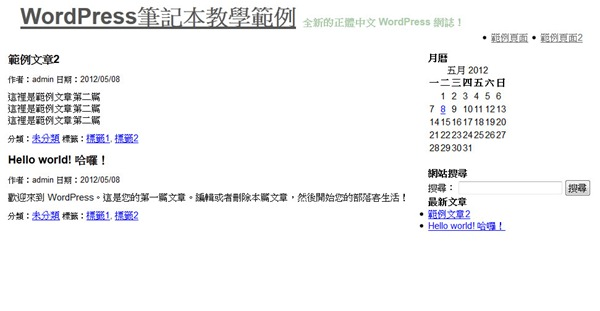 WordPress筆記本教學範例 全新的正體中文 WordPress 網誌！
範例頁面 範例頁面2
範例文章2
作者：admin 日期：2012/05/08
這裡是範例文章第二篇
這裡是範例文章第二篇
這裡是範例文章第二篇
分類：未分類 標籤：標籤1, 標籤2
Hello world! 哈囉！
作者：admin 日期：2012/05/08
歡迎來到 WordPress。這是您的第一篇文章。編輯或者刪除本篇文章，然後開始您的部落客生活！
分類：未分類 標籤：標籤1, 標籤2
月曆
五月 2012
一 二 三 四 五 六 日
1 2 3 4 5 6
7 8 9 10 11 12 13
14 15 16 17 18 19 20
21 22 23 24 25 26 27
28 29 30 31
網站搜尋
搜尋： 搜尋
最新文章
範例文章2
Hello world! 哈囉！